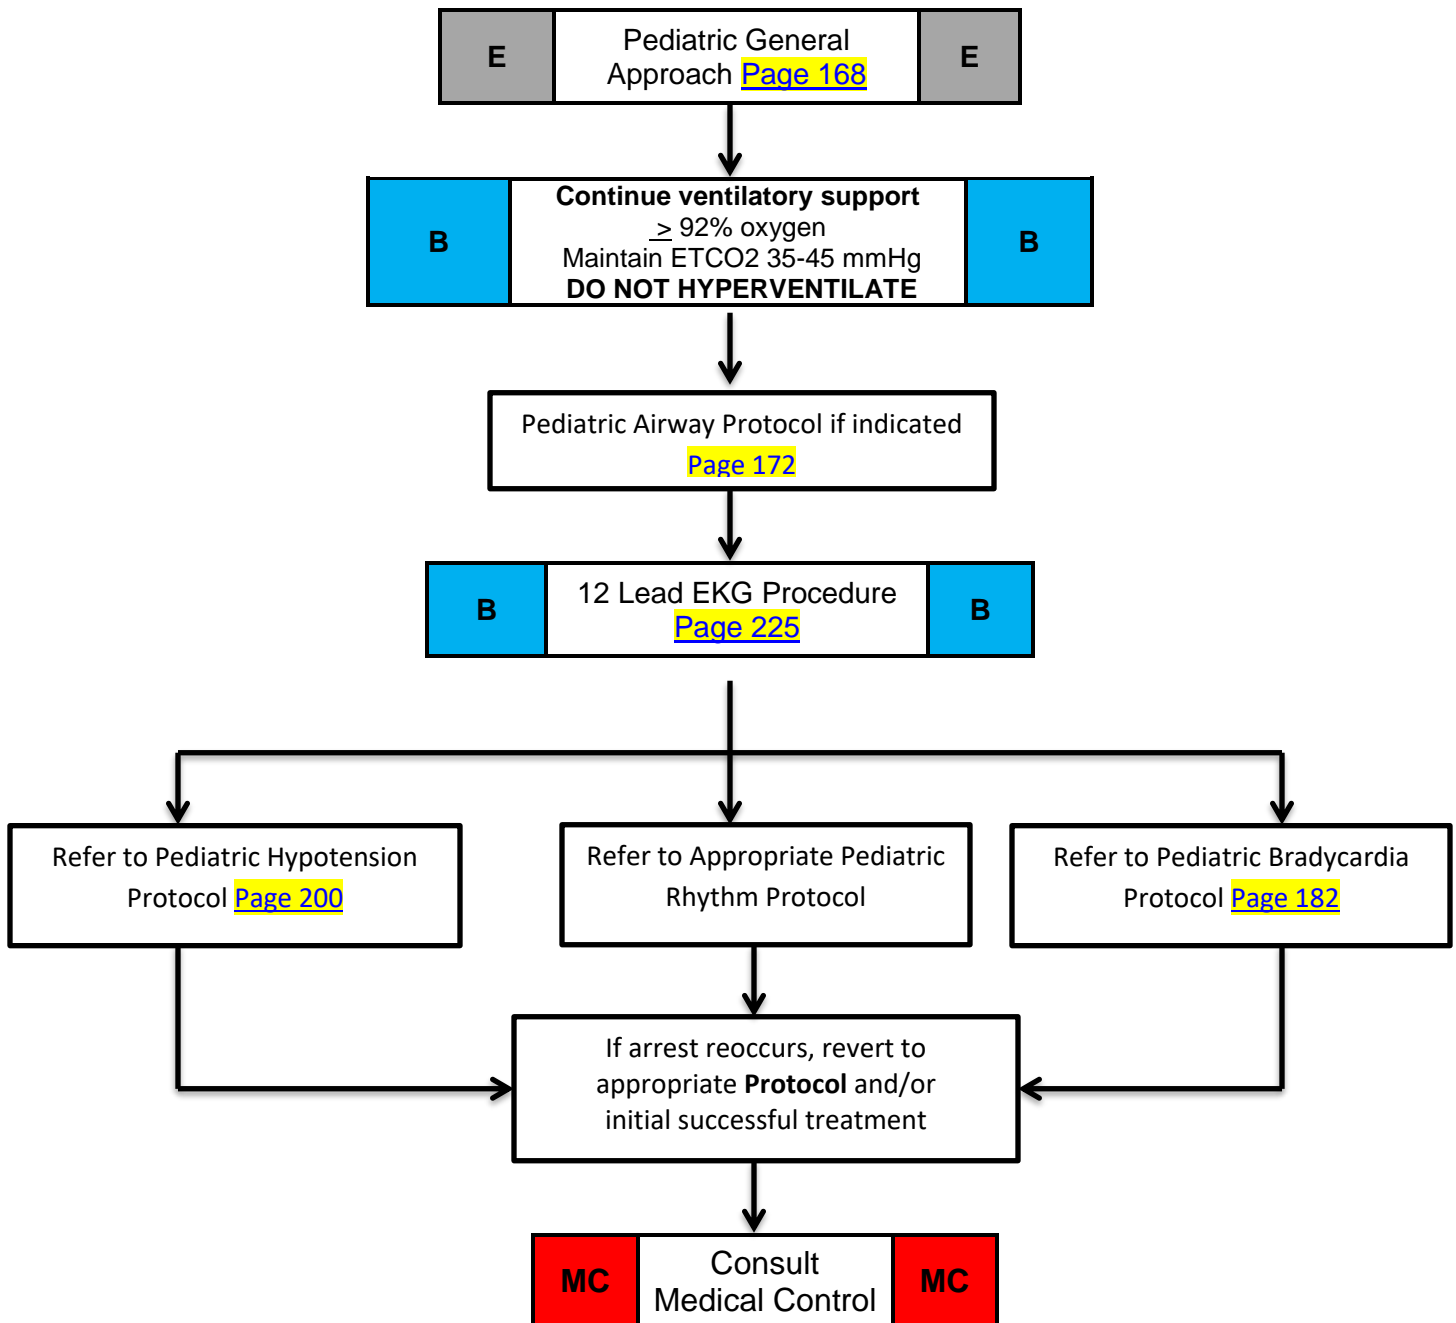 E
Pediatric General
Approach Page 168
E
B
Continue ventilatory support
> 92% oxygen
Maintain ETCO2 35-45 mmHg
DO NOT HYPERVENTILATE
B
Pediatric Airway Protocol if indicated
Page 172
B
12 Lead EKG Procedure
Page 225
B
Refer to Pediatric Hypotension
Protocol Page 200
Refer to Appropriate Pediatric
Rhythm Protocol
Refer to Pediatric Bradycardia
Protocol Page 182
If arrest reoccurs, revert to
appropriate Protocol and/or
initial successful treatment
MC
Consult
Medical Control
MC